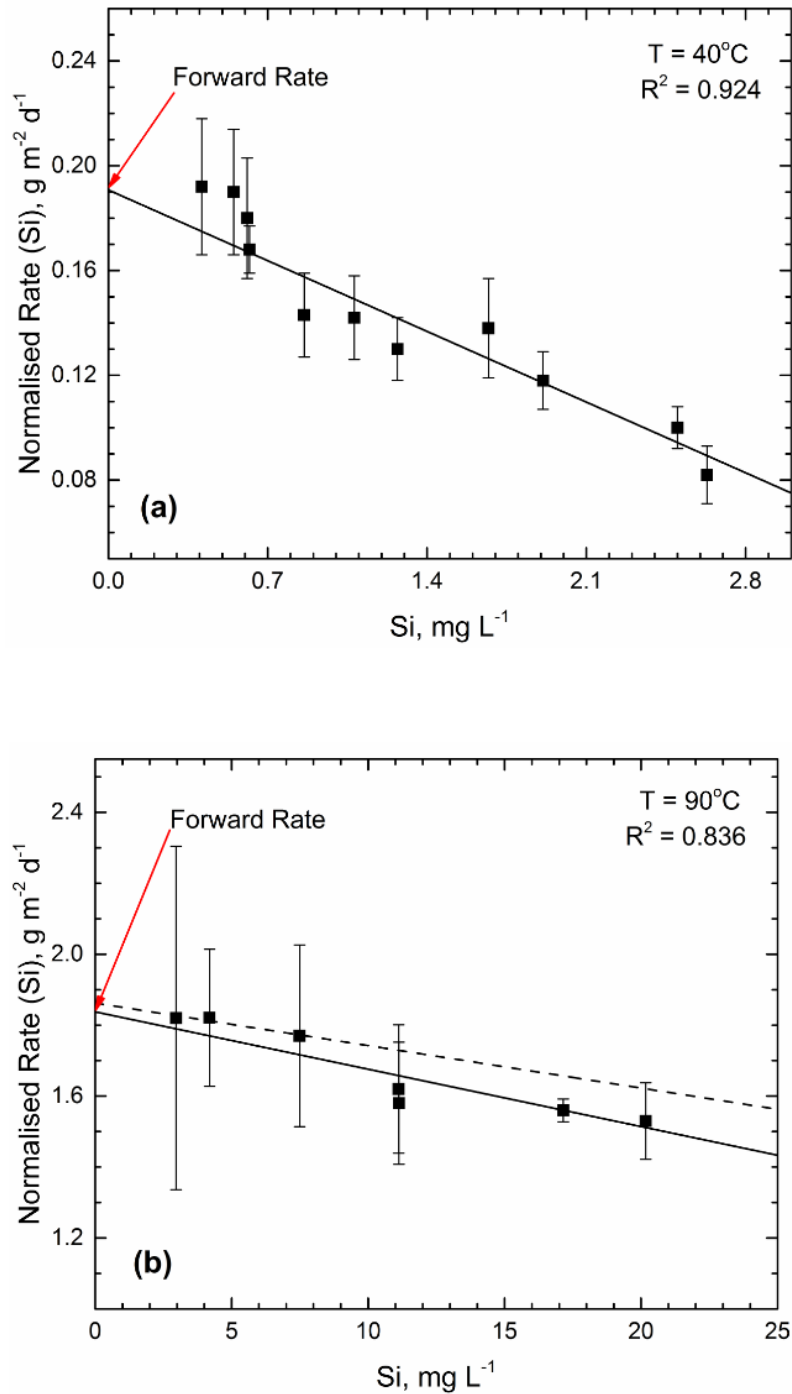 T = 40°C
R² = 0.924
Forward Rate
0.24
0.20
0.16
0.12
0.08
Normalised Rate (Si), g m⁻² d⁻¹
(a)
0.0 0.7 1.4 2.1 2.8
Si, mg L⁻¹
T = 90°C
R² = 0.836
Forward Rate
2.4
2.0
1.6
1.2
Normalised Rate (Si), g m⁻² d⁻¹
(b)
0 5 10 15 20 25
Si, mg L⁻¹